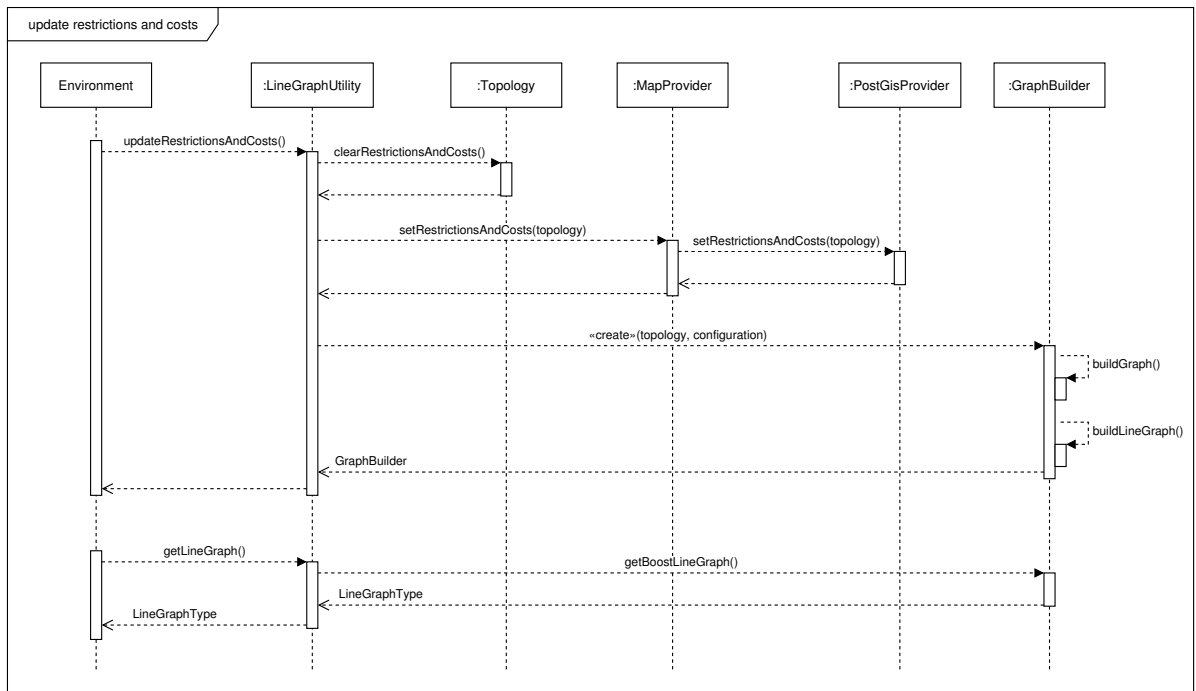 update restrictions and costs
Environment
:LineGraphUtility
:Topology
:MapProvider
:PostGisProvider
:GraphBuilder
updateRestrictionsAndCosts()
clearRestrictionsAndCosts()
setRestrictionsAndCosts(topology)
setRestrictionsAndCosts(topology)
«create»(topology, configuration)
buildGraph()
buildLineGraph()
GraphBuilder
getLineGraph()
getBoostLineGraph()
LineGraphType
LineGraphType